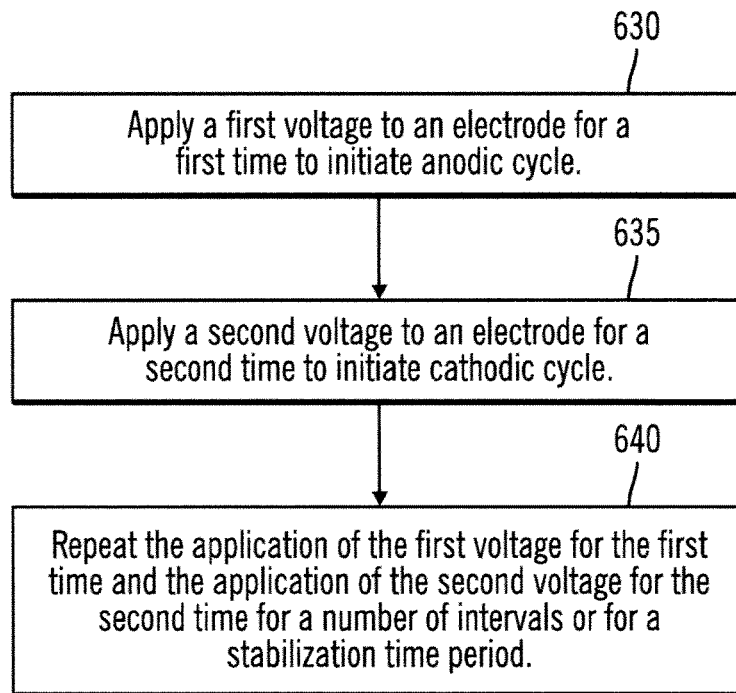 630
Apply a first voltage to an electrode for a
first time to initiate anodic cycle.
635
Apply a second voltage to an electrode for a
second time to initiate cathodic cycle.
640
Repeat the application of the first voltage for the first
time and the application of the second voltage for the
second time for a number of intervals or for a
stabilization time period.